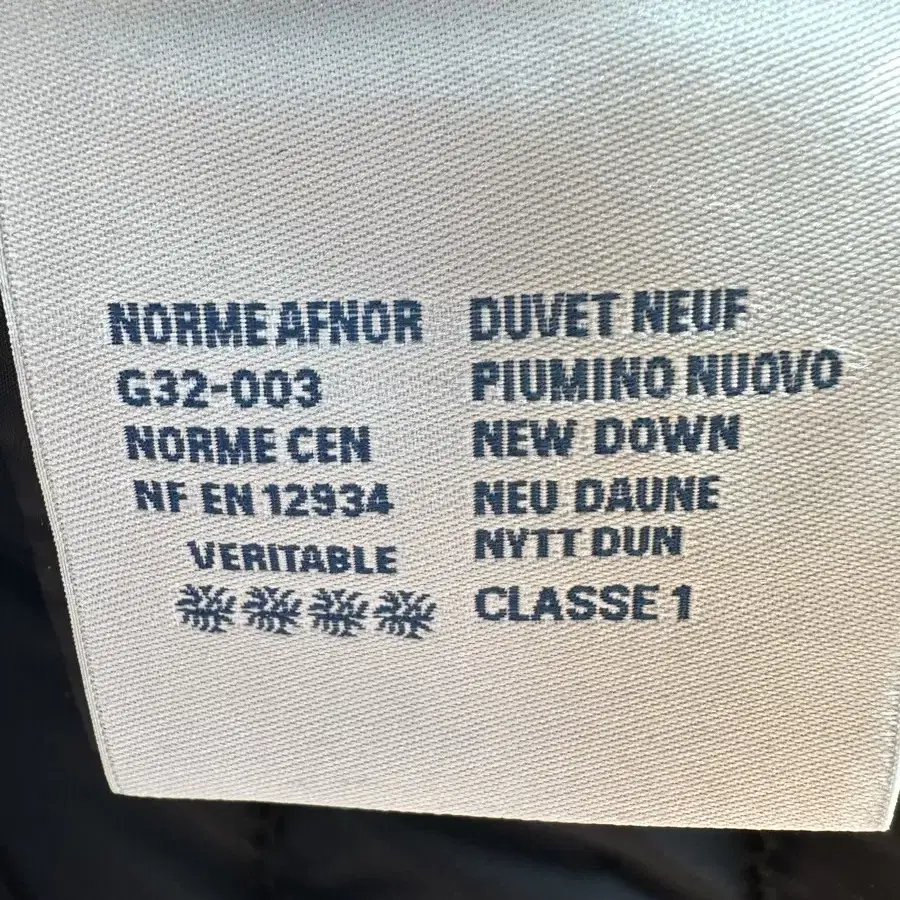 NORME AFNOR
G32-003
NORME CEN
NF EN 12934
VERITABLE
DUVET NEUF
PIUMINO NUOVO
NEW DOWN
NEU DAUNE
NYTT DUN
CLASSE 1